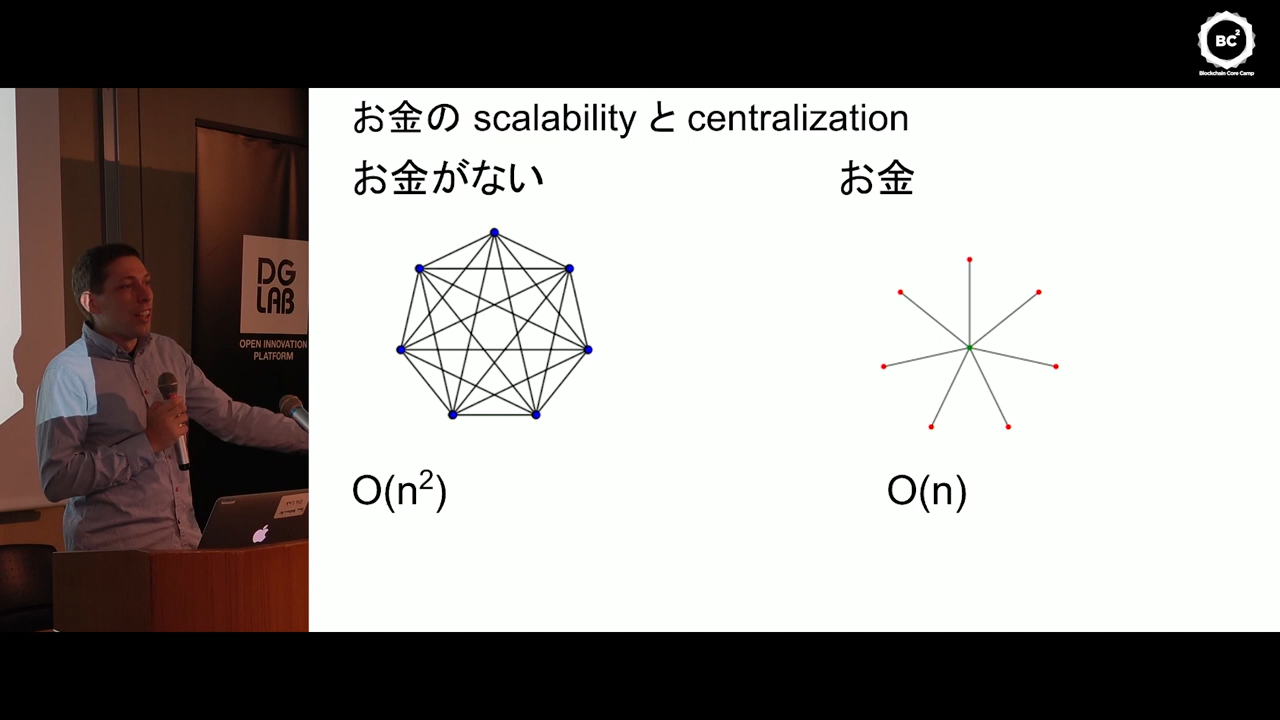 BC²
Blockchain Core Camp
お金の scalability と centralization
お金がない
お金
DG
LAB
OPEN INNOVATION
PLATFORM
O(n²)
O(n)